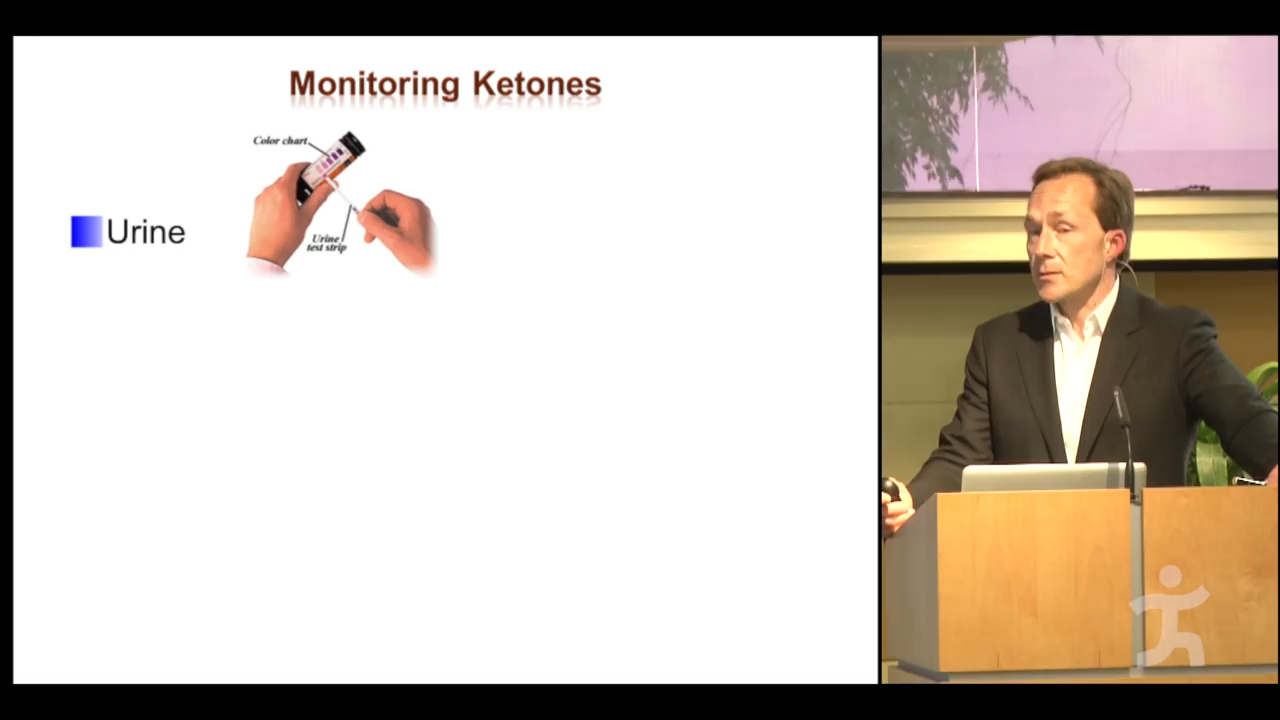 Monitoring Ketones
Color chart
Urine
Urine
test strip